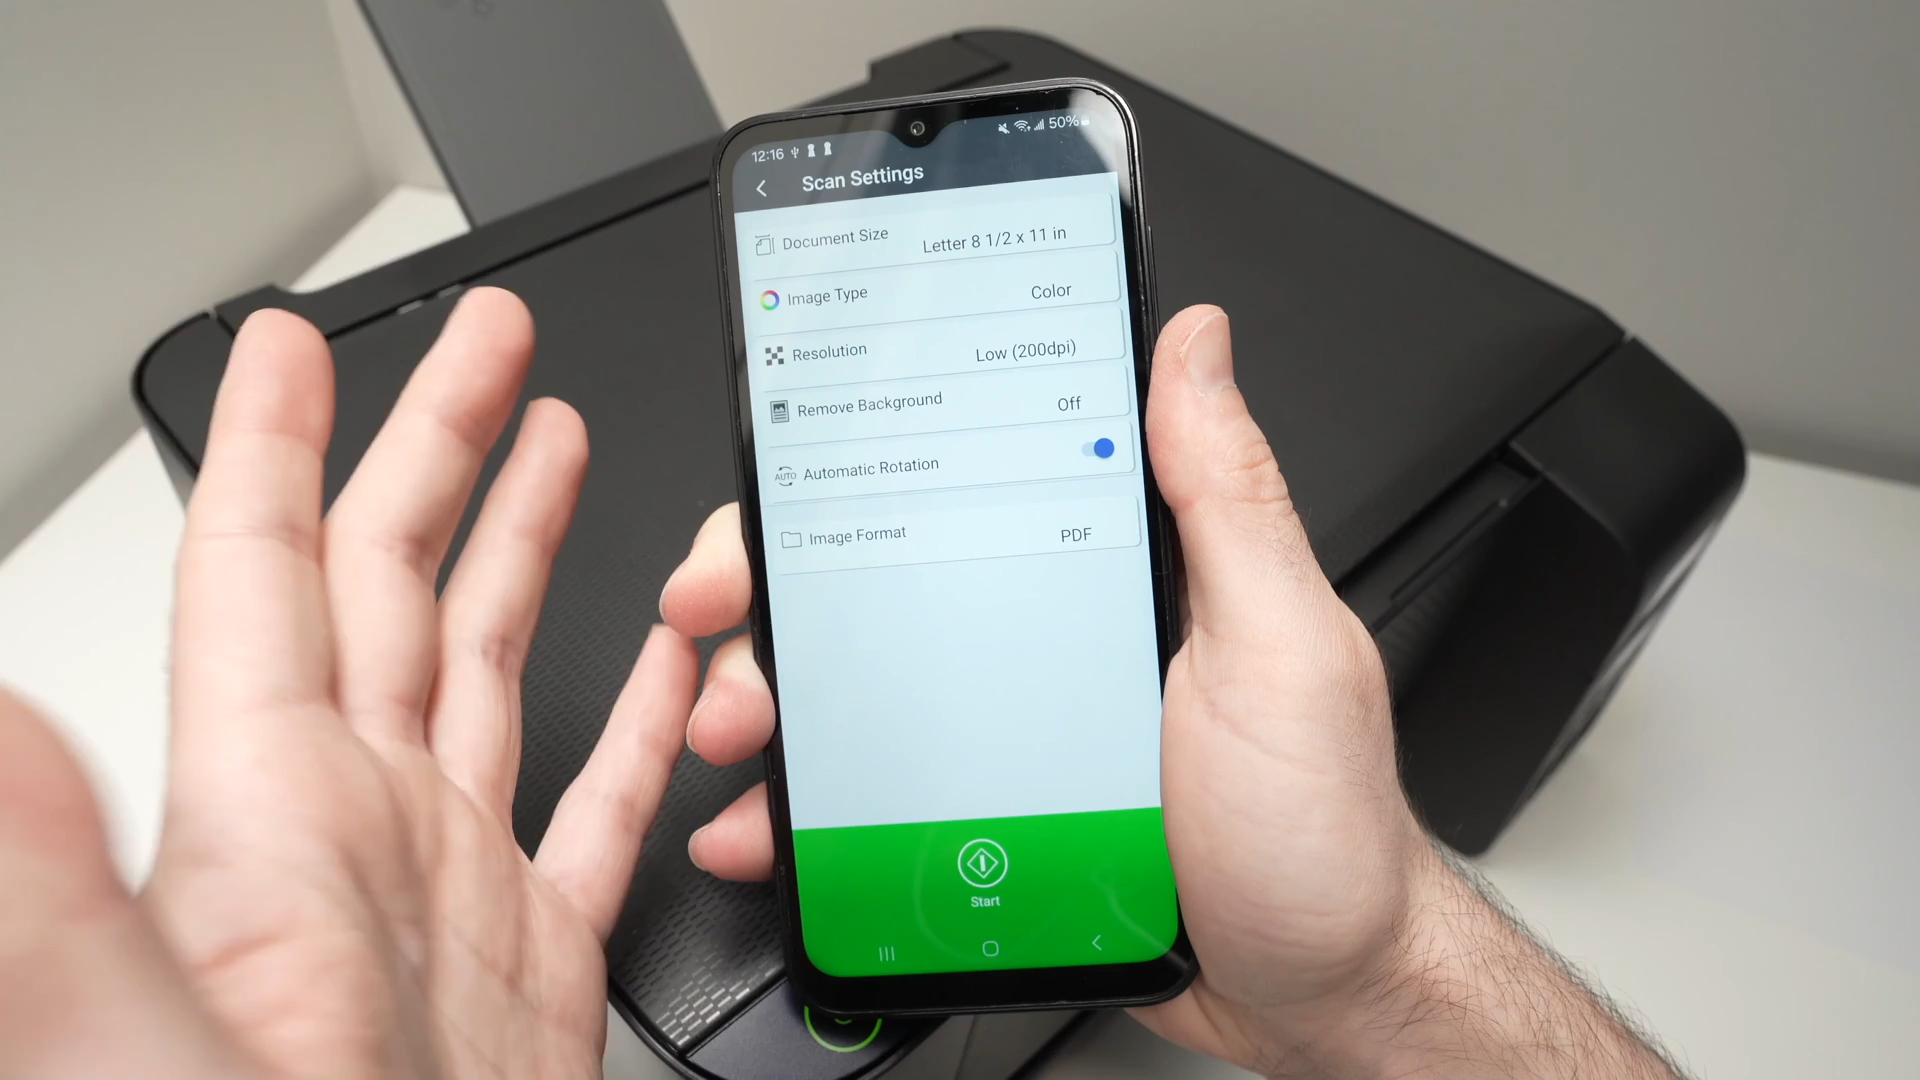 12:16 50%
Scan Settings
Document Size Letter 8 1/2 x 11 in
Image Type Color
Resolution Low (200dpi)
Remove Background Off
AUTO Automatic Rotation
Image Format PDF
Start